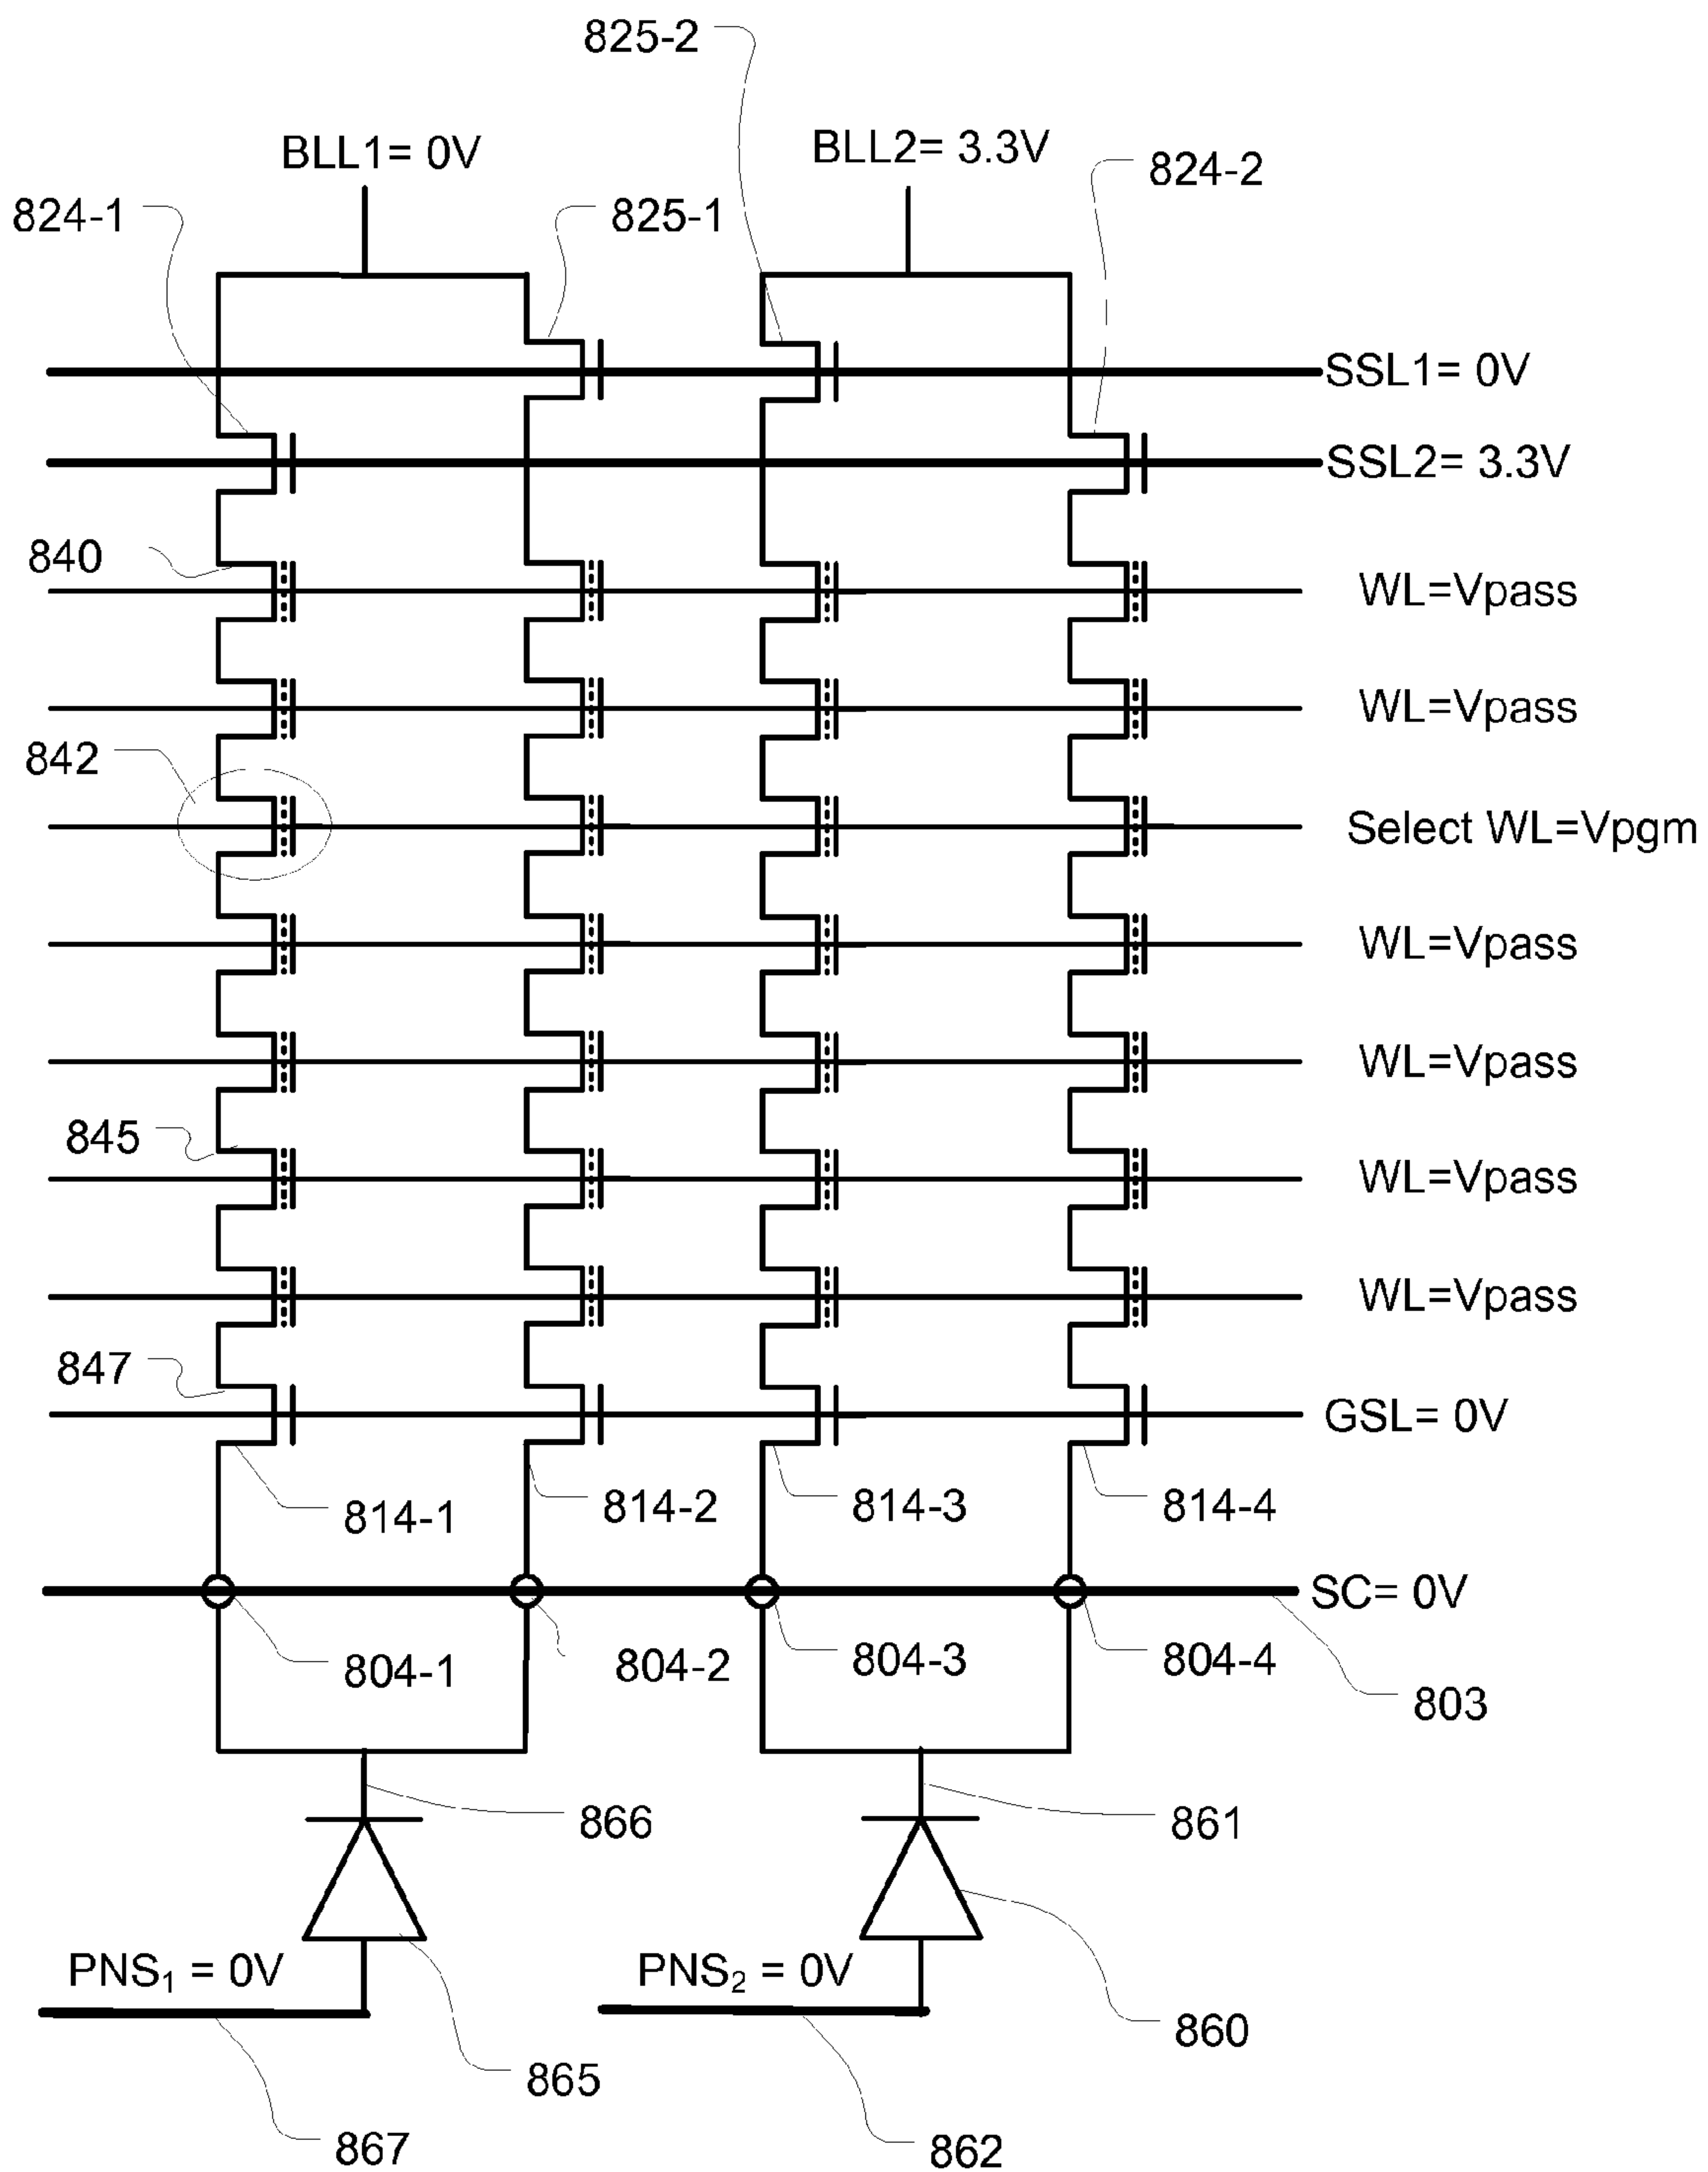 825-2
BLL1= 0V
BLL2= 3.3V
824-2
824-1
825-1
SSL1= 0V
SSL2= 3.3V
840
WL=Vpass
WL=Vpass
842
Select WL=Vpgm
WL=Vpass
WL=Vpass
845
WL=Vpass
WL=Vpass
847
GSL= 0V
814-1
814-2
814-3
814-4
SC= 0V
804-1
804-2
804-3
804-4
803
866
861
PNS₁ = 0V
PNS₂ = 0V
860
865
867
862